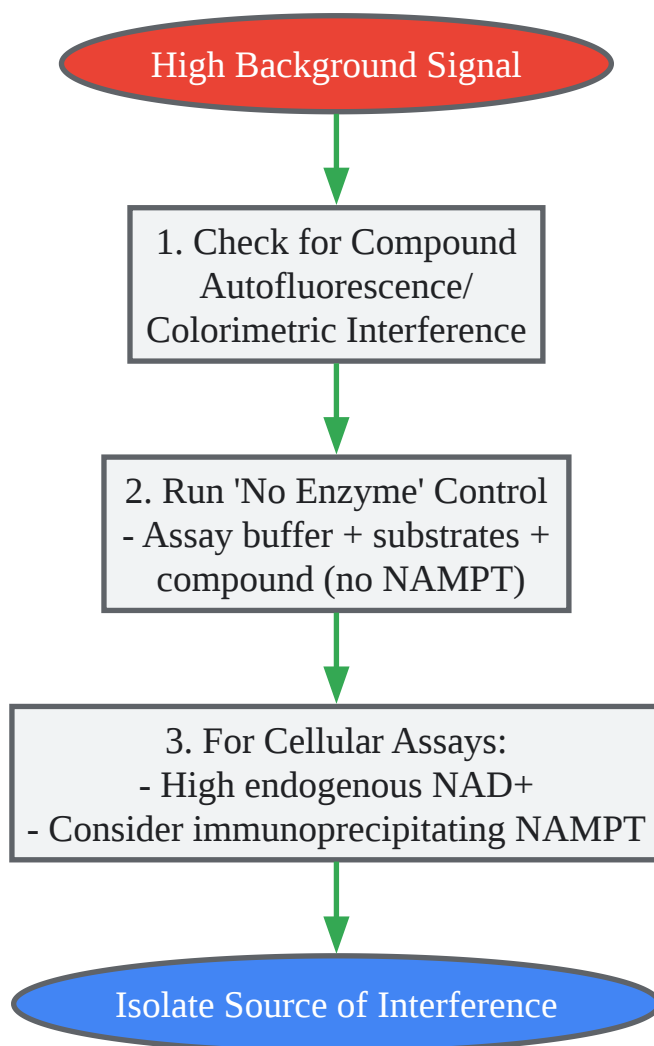 High Background Signal
1. Check for Compound
Autofluorescence/
Colorimetric Interference
2. Run 'No Enzyme' Control
- Assay buffer + substrates +
compound (no NAMPT)
3. For Cellular Assays:
- High endogenous NAD+
- Consider immunoprecipitating NAMPT
Isolate Source of Interference